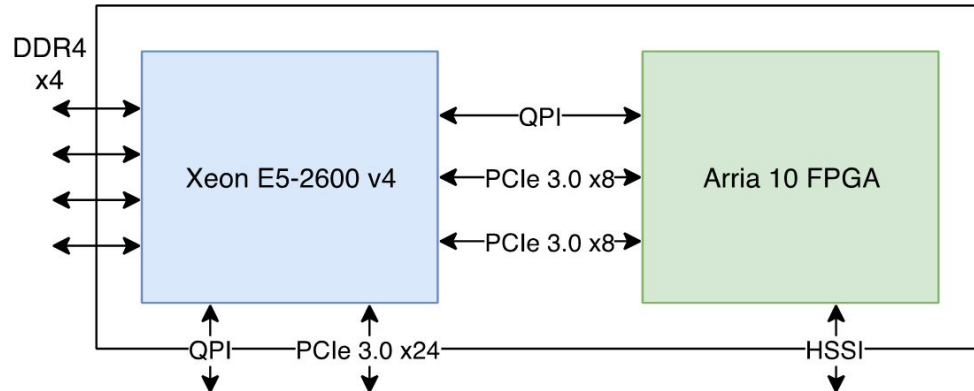 DDR4
x4
Xeon E5-2600 v4
QPI
PCIe 3.0 x8
PCIe 3.0 x8
Arria 10 FPGA
QPI
PCIe 3.0 x24
HSSI